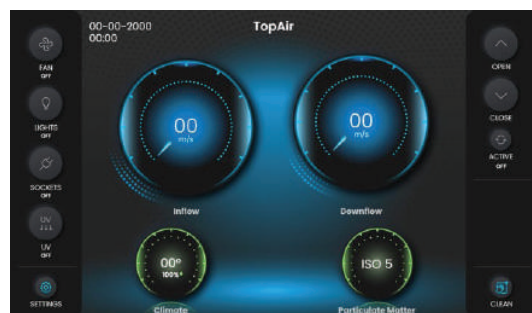 00-00-2000
00:00
TopAir
FAN
OFF
LIGHTS
OFF
SOCKETS
OFF
UV
UV
OFF
SETTINGS
00
m/s
Inflow
00
m/s
Downflow
00°
100%°
Climate
ISO 5
Particulate Matter
OPEN
CLOSE
ACTIVE
OFF
CLEAN